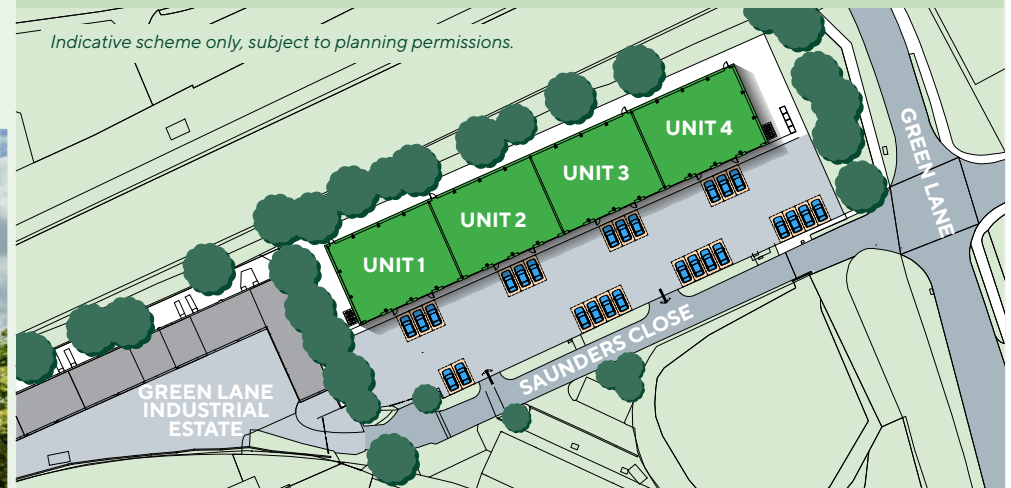 Indicative scheme only, subject to planning permissions.
UNIT 4
UNIT 3
UNIT 2
UNIT 1
GREEN LANE
SAUNDERS CLOSE
GREEN LANE
INDUSTRIAL
ESTATE